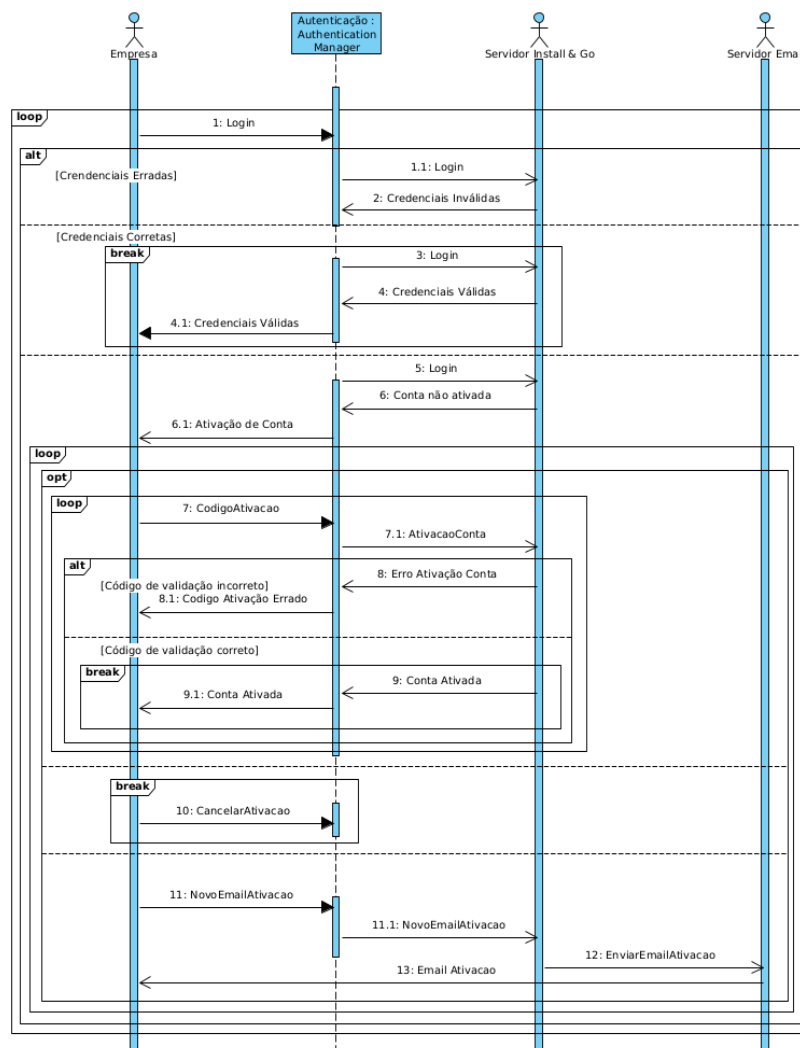 Autenticação :
Authentication
Manager
Empresa
Servidor Install & Go
Servidor Ema
loop
1: Login
alt
[Crendenciais Erradas]
1.1: Login
2: Credenciais Inválidas
[Credenciais Corretas]
break
3: Login
4: Credenciais Válidas
4.1: Credenciais Válidas
5: Login
6: Conta não ativada
6.1: Ativação de Conta
loop
opt
loop
7: CodigoAtivacao
7.1: AtivacaoConta
alt
8: Erro Ativação Conta
[Código de validação incorreto]
8.1: Codigo Ativação Errado
[Código de validação correto]
break
9: Conta Ativada
9.1: Conta Ativada
break
10: CancelarAtivacao
11: NovoEmailAtivacao
11.1: NovoEmailAtivacao
12: EnviarEmailAtivacao
13: Email Ativacao